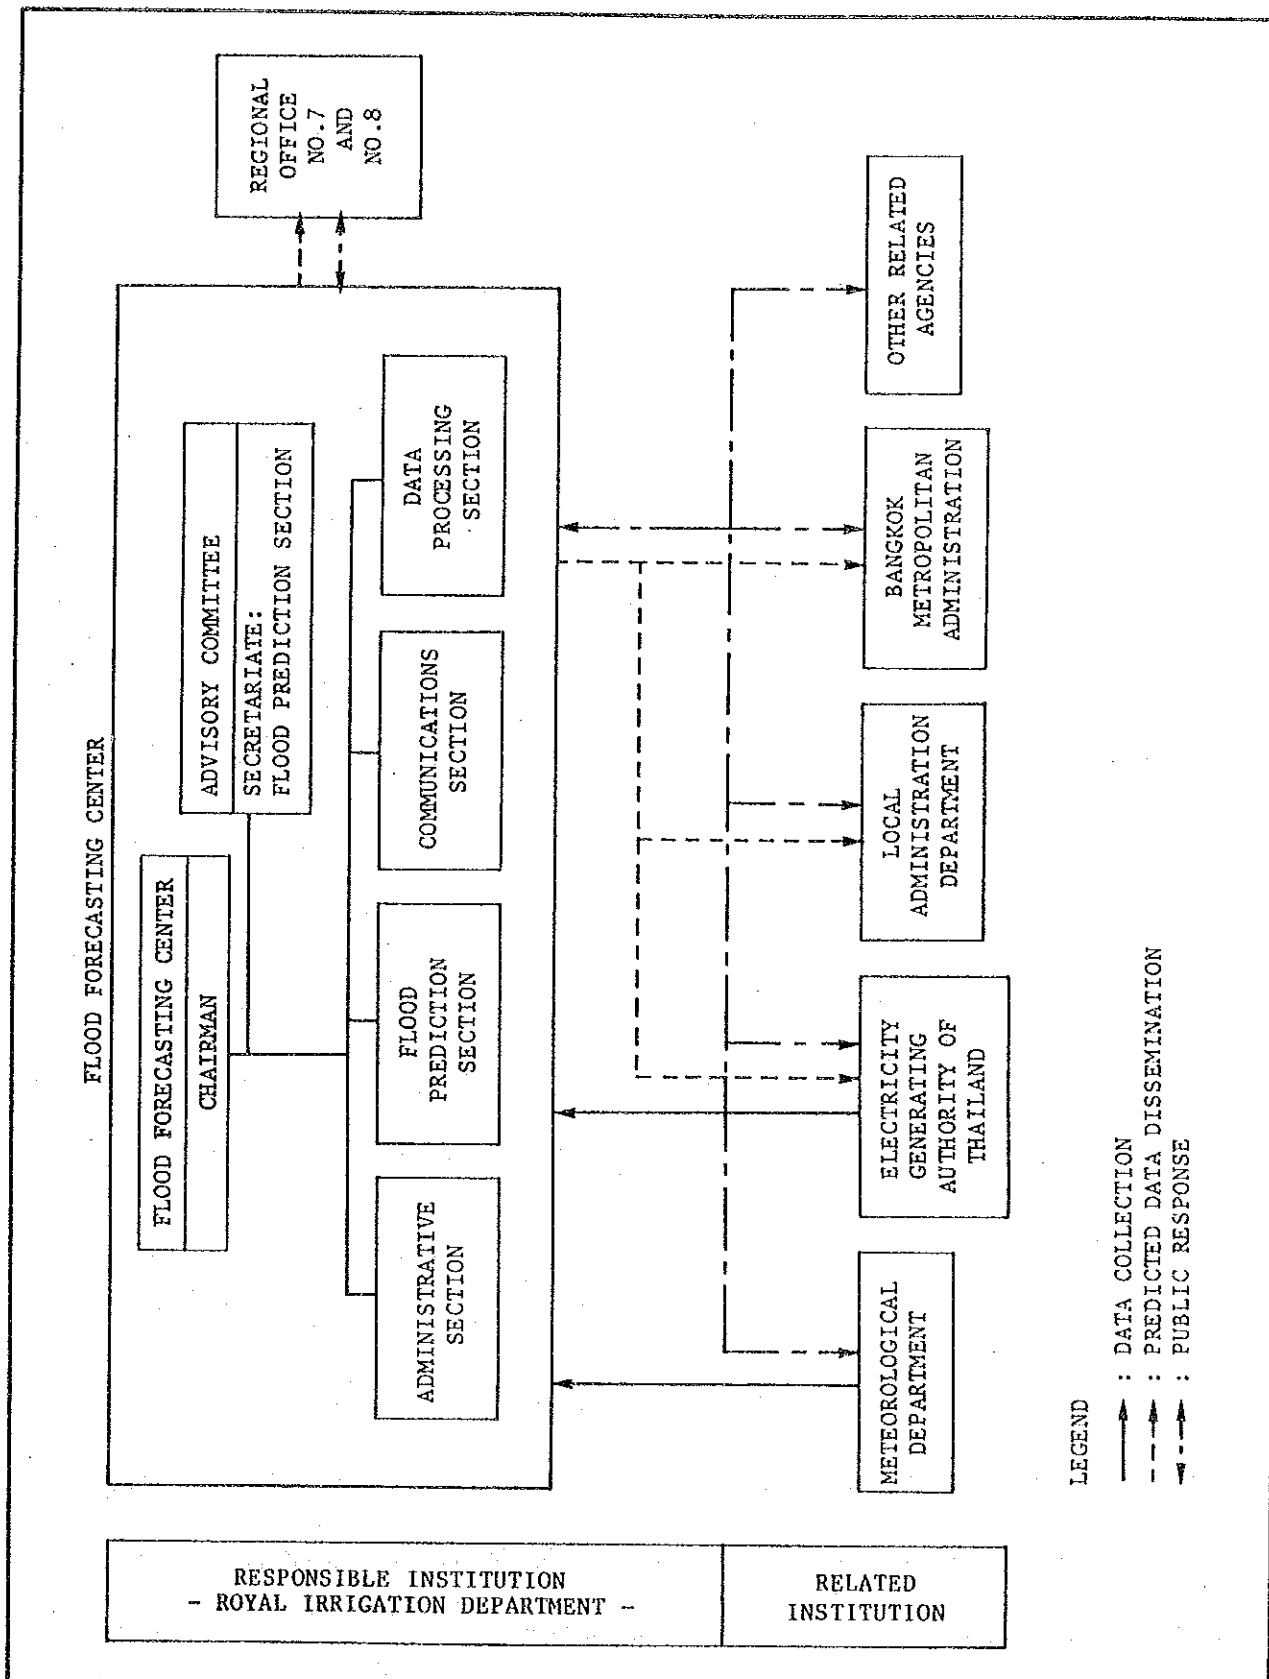 FLOOD FORECASTING CENTER
FLOOD FORECASTING CENTER
CHAIRMAN
ADVISORY COMMITTEE
SECRETARIATE:
FLOOD PREDICTION SECTION
ADMINISTRATIVE
SECTION
FLOOD
PREDICTION
SECTION
COMMUNICATIONS
SECTION
DATA
PROCESSING
SECTION
REGIONAL
OFFICE
NO.7
AND
NO.8
METEOROLOGICAL
DEPARTMENT
ELECTRICITY
GENERATING
AUTHORITY OF
THAILAND
LOCAL
ADMINISTRATION
DEPARTMENT
BANGKOK
METROPOLITAN
ADMINISTRATION
OTHER RELATED
AGENCIES
LEGEND
: DATA COLLECTION
: PREDICTED DATA DISSEMINATION
: PUBLIC RESPONSE
RESPONSIBLE INSTITUTION
- ROYAL IRRIGATION DEPARTMENT -
RELATED
INSTITUTION